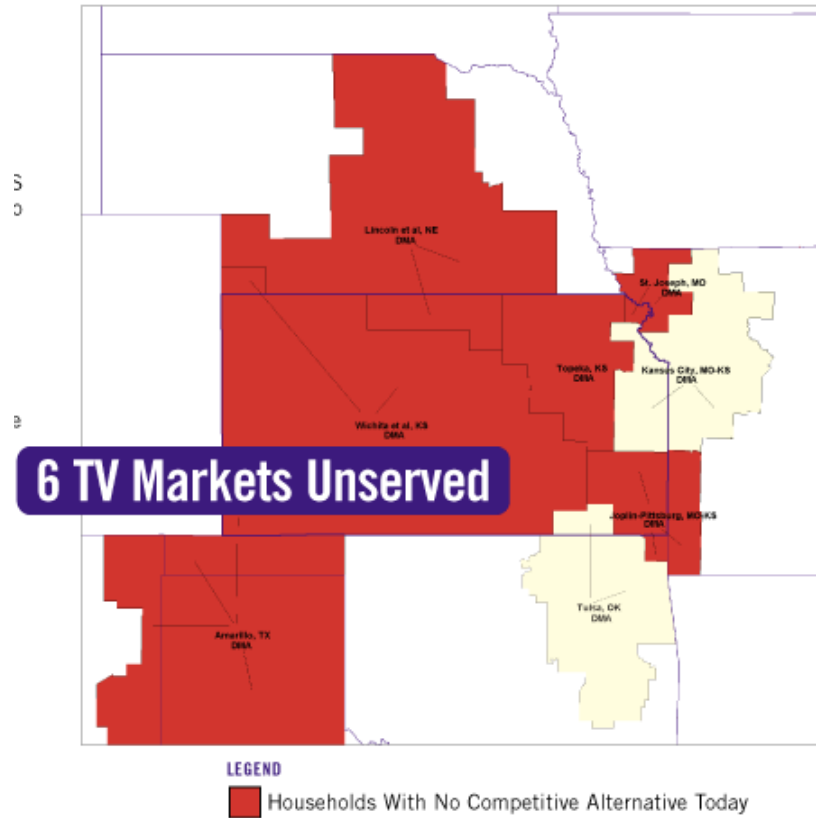 s
o
Lincoln et al, NE
DMA
St. Joseph, MO
DMA
Topeka, KS
DMA
Kansas City, MO-KS
DMA
Wichita et al, KS
DMA
e
6 TV Markets Unserved
Joplin-Pittsburg, MO-KS
DMA
Tulsa, OK
DMA
Amarillo, TX
DMA
LEGEND
Households With No Competitive Alternative Today